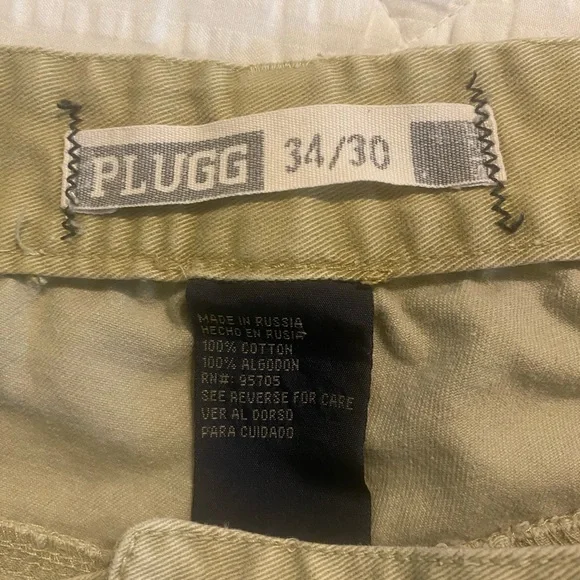 PLUGG 34/30
MADE IN RUSSIA
HECHO EN RUSIA
100% COTTON
100% ALGODON
RN#: 95705
SEE REVERSE FOR CARE
VER AL DORSO
PARA CUIDADO